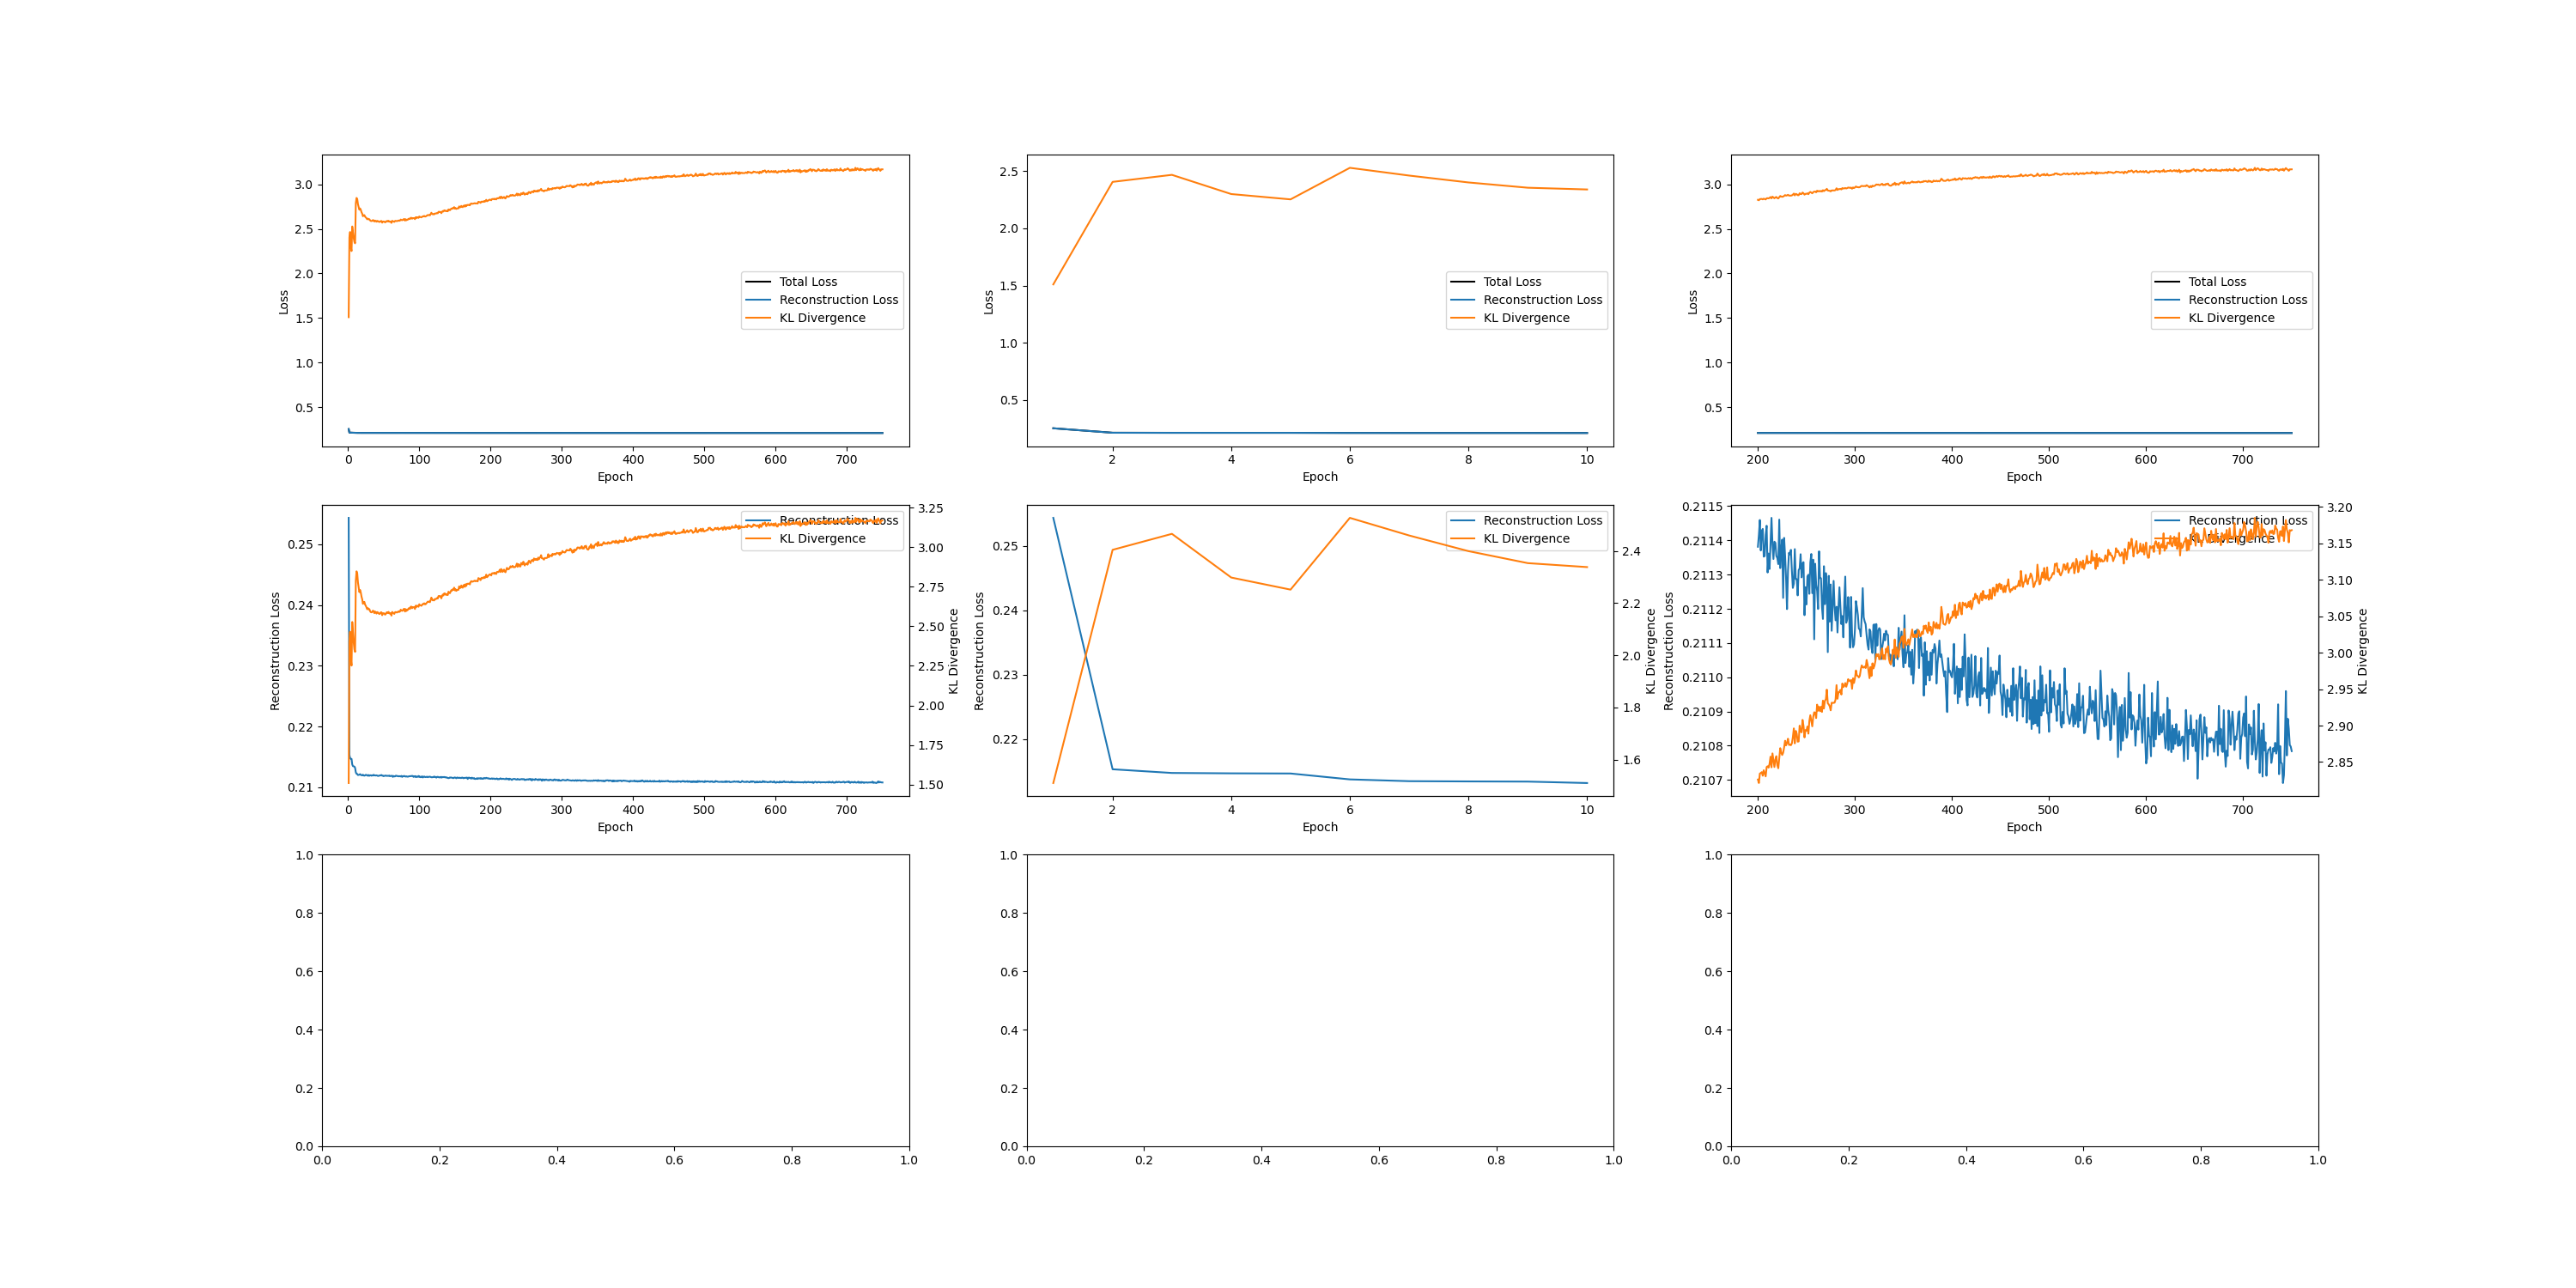 3.0
2.5
2.0
1.5
1.0
0.5
Loss
0 100 200 300 400 500 600 700
Epoch
Total Loss
Reconstruction Loss
KL Divergence
2.5
2.0
1.5
1.0
0.5
Loss
2 4 6 8 10
Epoch
Total Loss
Reconstruction Loss
KL Divergence
3.0
2.5
2.0
1.5
1.0
0.5
Loss
200 300 400 500 600 700
Epoch
Total Loss
Reconstruction Loss
KL Divergence
0.25
0.24
0.23
0.22
0.21
Reconstruction Loss
0 100 200 300 400 500 600 700
Epoch
Reconstruction Loss
KL Divergence
3.25
3.00
2.75
2.50
2.25
2.00
1.75
1.50
KL Divergence
0.25
0.24
0.23
0.22
Reconstruction Loss
2 4 6 8 10
Epoch
Reconstruction Loss
KL Divergence
2.4
2.2
2.0
1.8
1.6
KL Divergence
0.2115
0.2114
0.2113
0.2112
0.2111
0.2110
0.2109
0.2108
0.2107
Reconstruction Loss
200 300 400 500 600 700
Epoch
Reconstruction Loss
KL Divergence
3.20
3.15
3.10
3.05
3.00
2.95
2.90
2.85
KL Divergence
1.0
0.8
0.6
0.4
0.2
0.0
0.0 0.2 0.4 0.6 0.8 1.0
1.0
0.8
0.6
0.4
0.2
0.0
0.0 0.2 0.4 0.6 0.8 1.0
1.0
0.8
0.6
0.4
0.2
0.0
0.0 0.2 0.4 0.6 0.8 1.0